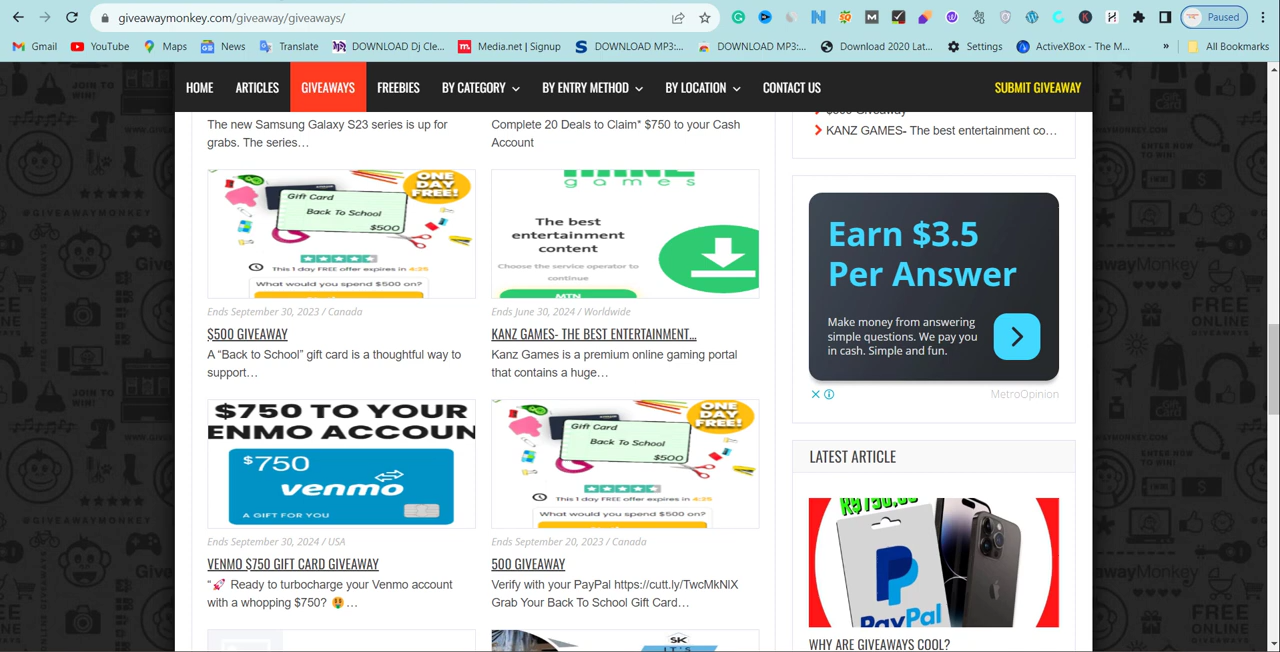 giveawaymonkey.com/giveaway/giveaways/
Paused
Gmail YouTube Maps News Translate DOWNLOAD Dj Cle... Media.net | Signup DOWNLOAD MP3:... DOWNLOAD MP3:... Download 2020 Lat... Settings ActiveXBox - The M... » All Bookmarks
HOME ARTICLES GIVEAWAYS FREEBIES BY CATEGORY BY ENTRY METHOD BY LOCATION CONTACT US SUBMIT GIVEAWAY
The new Samsung Galaxy S23 series is up for
grabs. The series…
Complete 20 Deals to Claim* $750 to your Cash
Account
ONE
DAY
FREE!
Gift Card
Back To School
$500
This 1 day FREE offer expires in 4:25
What would you spend $500 on?
games
The best
entertainment
content
Choose the service operator to
continue
MTN
Ends September 30, 2023 / Canada
$500 GIVEAWAY
A “Back to School” gift card is a thoughtful way to
support…
Ends June 30, 2024 / Worldwide
KANZ GAMES- THE BEST ENTERTAINMENT...
Kanz Games is a premium online gaming portal
that contains a huge…
$750 TO YOUR
ENMO ACCOUN
$750
venmo
A GIFT FOR YOU
ONE
DAY
FREE!
Gift Card
Back To School
$500
This 1 day FREE offer expires in 4:25
What would you spend $500 on?
Ends September 30, 2024 / USA
VENMO $750 GIFT CARD GIVEAWAY
“🚀 Ready to turbocharge your Venmo account
with a whopping $750? 🤑…
Ends September 20, 2023 / Canada
500 GIVEAWAY
Verify with your PayPal https://cutt.ly/TwcMkNlX
Grab Your Back To School Gift Card…
SK
IT'S
KANZ GAMES- The best entertainment co…
Earn $3.5
Per Answer
Make money from answering
simple questions. We pay you
in cash. Simple and fun.
MetroOpinion
LATEST ARTICLE
R$750.00
PayPal
WHY ARE GIVEAWAYS COOL?